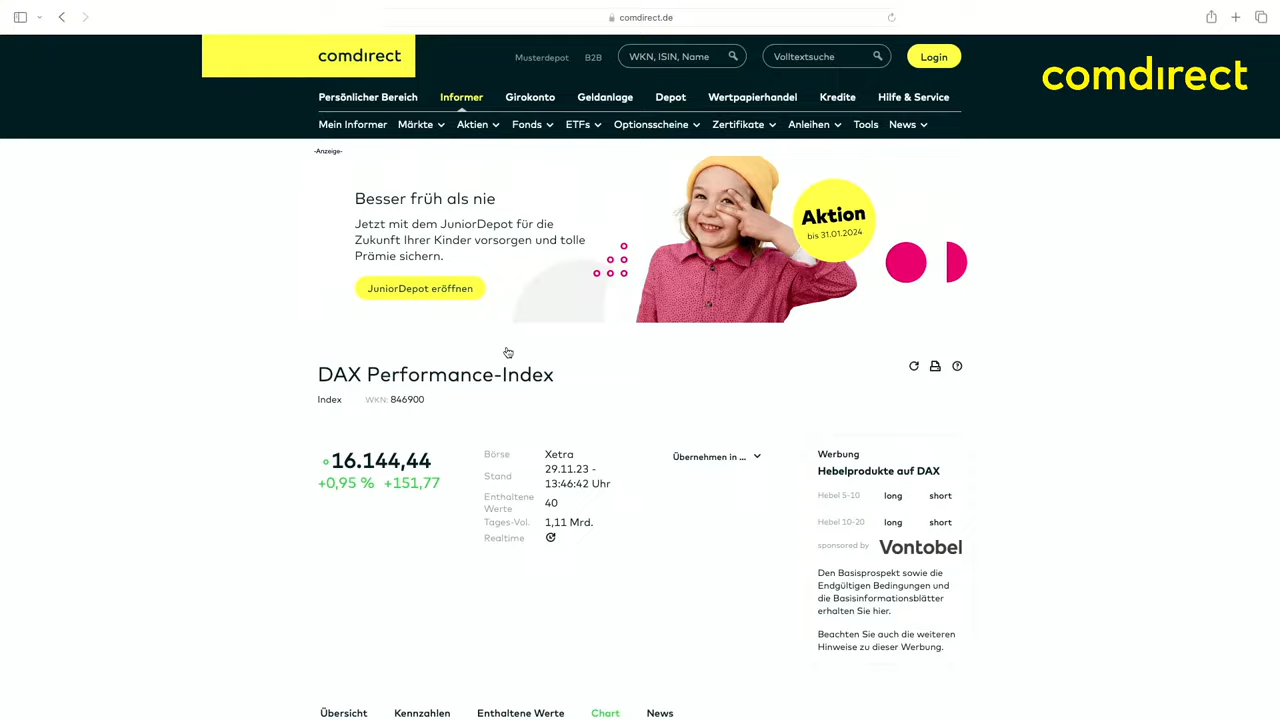 comdirect.de
comdirect
Musterdepot B2B WKN, ISIN, Name Volltextsuche Login
comdirect
Persönlicher Bereich Informer Girokonto Geldanlage Depot Wertpapierhandel Kredite Hilfe & Service
Mein Informer Märkte Aktien Fonds ETFs Optionsscheine Zertifikate Anleihen Tools News
-Anzeige-
Besser früh als nie
Jetzt mit dem JuniorDepot für die
Zukunft Ihrer Kinder vorsorgen und tolle
Prämie sichern.
JuniorDepot eröffnen
Aktion
bis 31.01.2024
DAX Performance-Index
Index WKN: 846900
16.144,44
+0,95 % +151,77
Börse Xetra
Stand 29.11.23 -
13:46:42 Uhr
Enthaltene
Werte 40
Tages-Vol. 1,11 Mrd.
Realtime
Übernehmen in ...
Werbung
Hebelprodukte auf DAX
Hebel 5-10 long short
Hebel 10-20 long short
sponsored by Vontobel
Den Basisprospekt sowie die
Endgültigen Bedingungen und
die Basisinformationsblätter
erhalten Sie hier.
Beachten Sie auch die weiteren
Hinweise zu dieser Werbung.
Übersicht Kennzahlen Enthaltene Werte Chart News